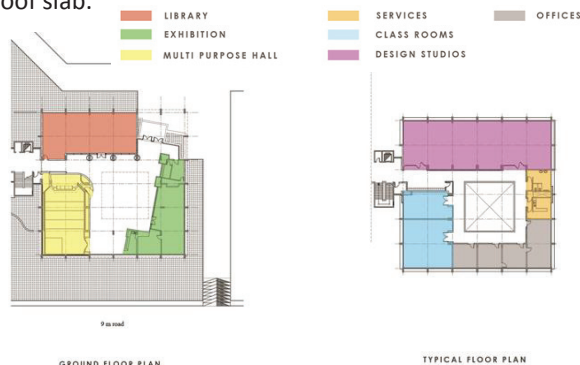 oor slab.
LIBRARY
EXHIBITION
MULTI PURPOSE HALL
SERVICES
CLASS ROOMS
DESIGN STUDIOS
OFFICES
9 m road
GROUND FLOOR PLAN
TYPICAL FLOOR PLAN